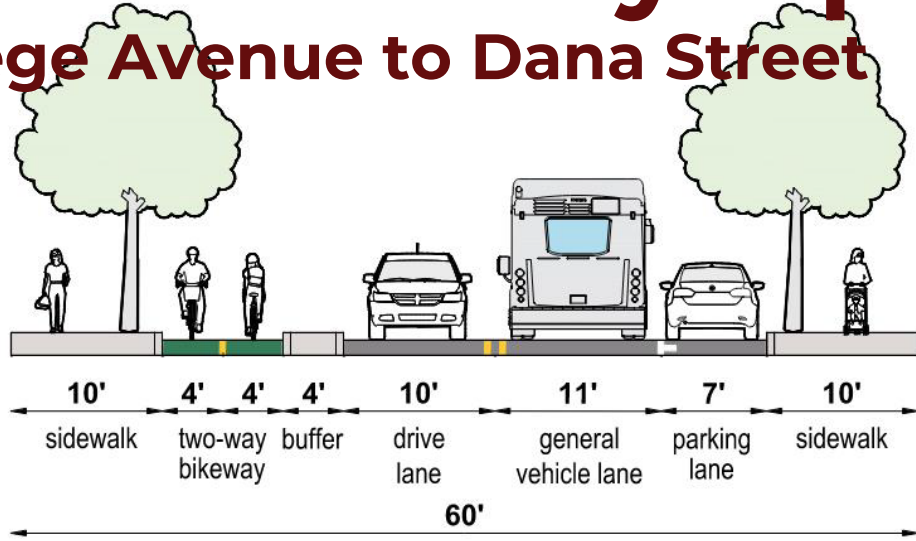 ege Avenue to Dana Street
10' 4' 4' 4' 10' 11' 7' 10'
sidewalk two-way bikeway buffer drive lane general vehicle lane parking lane sidewalk
60'